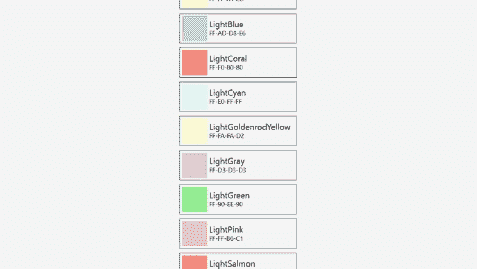 LightBlue
FF-AD-D8-E6
LightCoral
FF-F0-80-80
LightCyan
FF-E0-FF-FF
LightGoldenrodYellow
FF-FA-FA-D2
LightGray
FF-D3-D3-D3
LightGreen
FF-90-EE-90
LightPink
FF-FF-B6-C1
LightSalmon